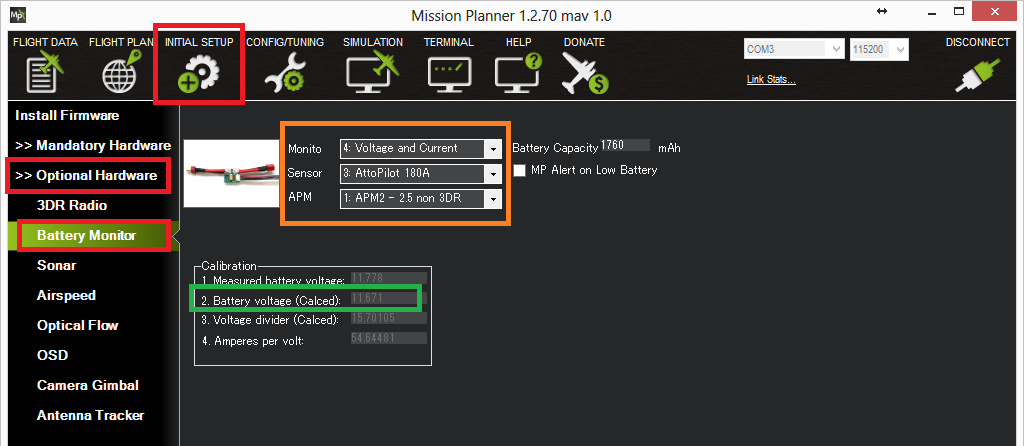 Mp
Mission Planner 1.2.70 mav 1.0
FLIGHT DATA FLIGHT PLAN INITIAL SETUP CONFIG/TUNING SIMULATION TERMINAL HELP DONATE COM3 115200 DISCONNECT
Link Stats...
Install Firmware
>> Mandatory Hardware
>> Optional Hardware
3DR Radio
Battery Monitor
Sonar
Airspeed
Optical Flow
OSD
Camera Gimbal
Antenna Tracker
Monito 4: Voltage and Current Battery Capacity 1760 mAh
Sensor 3: AttoPilot 180A MP Alert on Low Battery
APM 1: APM2 - 2.5 non 3DR
Calibration
1. Measured battery voltage: 11.778
2. Battery voltage (Calced): 11.671
3. Voltage divider (Calced): 15.70105
4. Amperes per volt: 54.64481